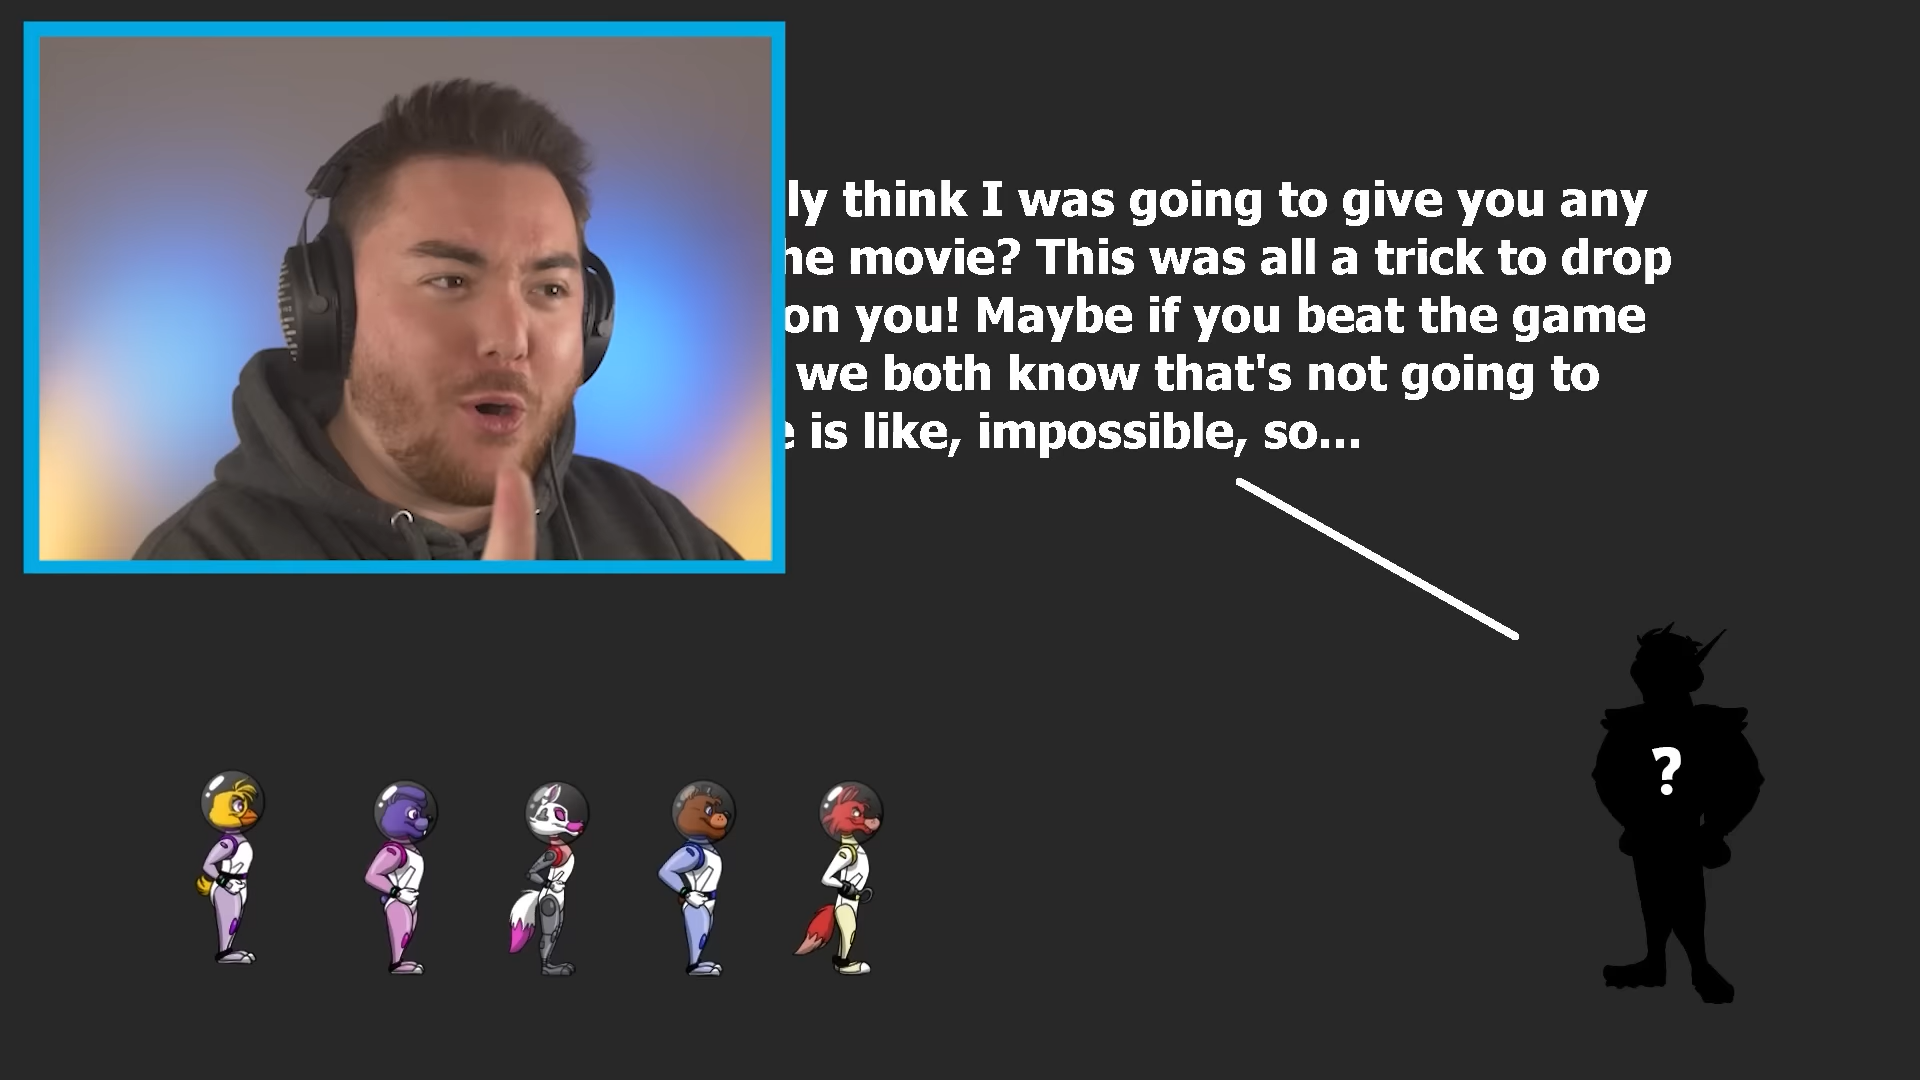 ly think I was going to give you any
he movie? This was all a trick to drop
on you! Maybe if you beat the game
we both know that's not going to
e is like, impossible, so...
?